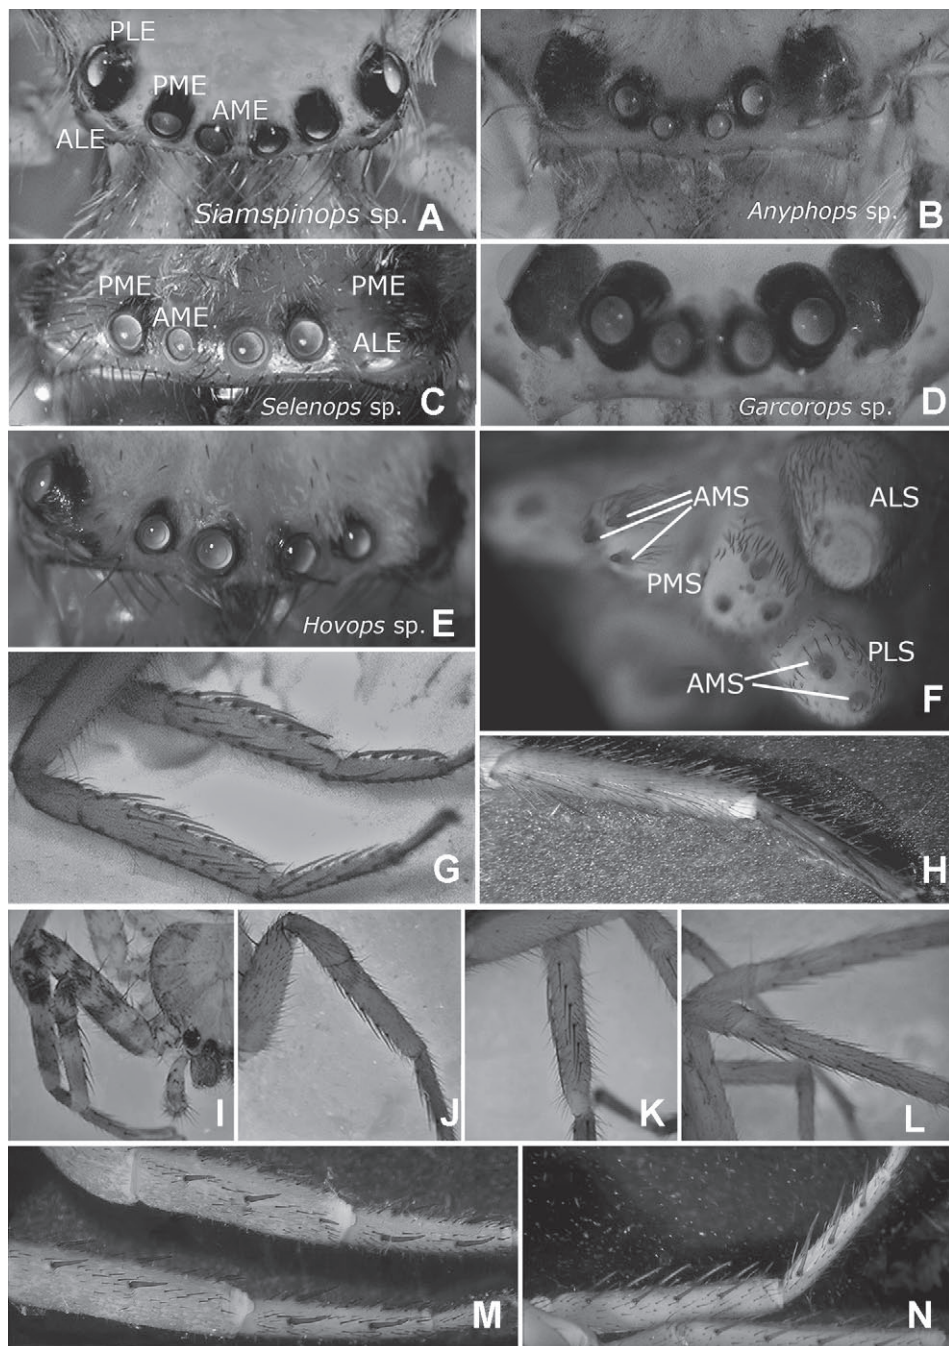 PLE
PME
AME
ALE
Siamspinops sp. A
Anyphops sp. B
PME
PME
AME
ALE
Selenops sp. C
Garcorops sp. D
Hovops sp. E
AMS
ALS
PMS
PLS
AMS
F
G
H
I
J
K
L
M
N